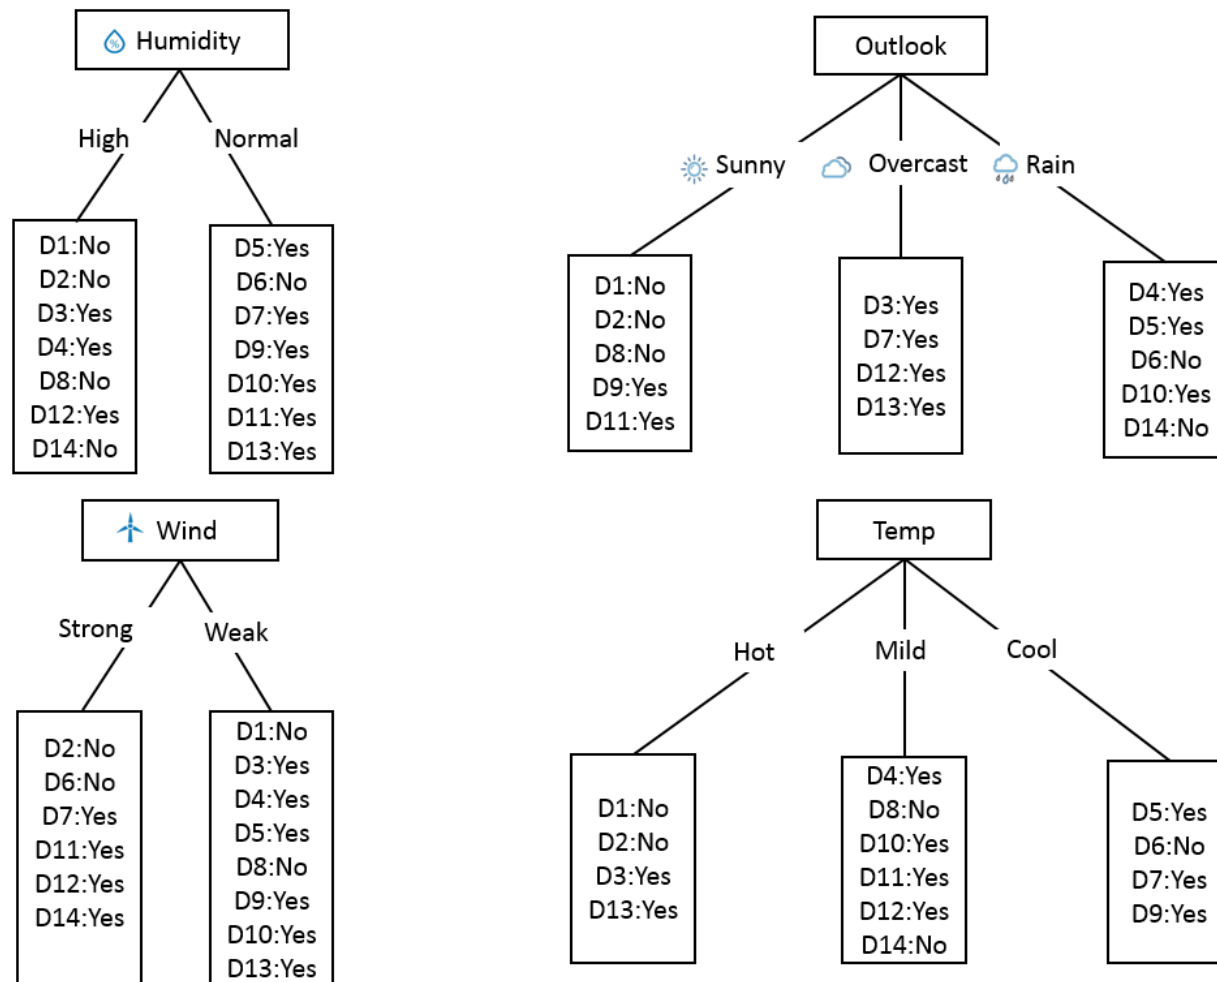 % Humidity
High
Normal
D1:No
D2:No
D3:Yes
D4:Yes
D8:No
D12:Yes
D14:No
D5:Yes
D6:No
D7:Yes
D9:Yes
D10:Yes
D11:Yes
D13:Yes
Outlook
Sunny
Overcast
Rain
D1:No
D2:No
D8:No
D9:Yes
D11:Yes
D3:Yes
D7:Yes
D12:Yes
D13:Yes
D4:Yes
D5:Yes
D6:No
D10:Yes
D14:No
Wind
Strong
Weak
D2:No
D6:No
D7:Yes
D11:Yes
D12:Yes
D14:Yes
D1:No
D3:Yes
D4:Yes
D5:Yes
D8:No
D9:Yes
D10:Yes
D13:Yes
Temp
Hot
Mild
Cool
D1:No
D2:No
D3:Yes
D13:Yes
D4:Yes
D8:No
D10:Yes
D11:Yes
D12:Yes
D14:No
D5:Yes
D6:No
D7:Yes
D9:Yes